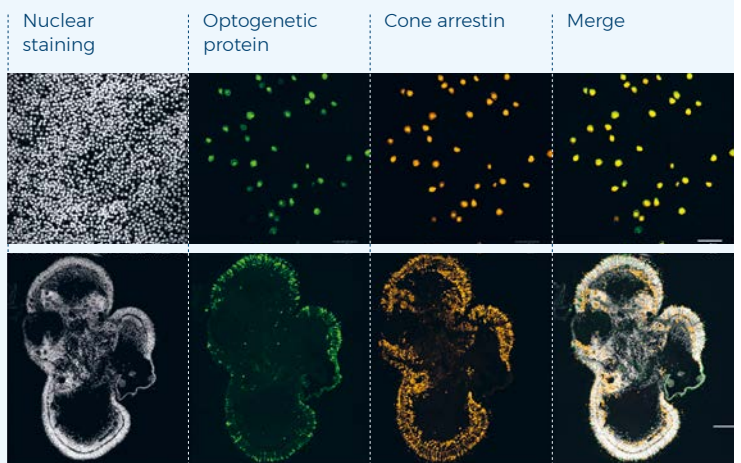 Nuclear
staining
Optogenetic
protein
Cone arrestin
Merge